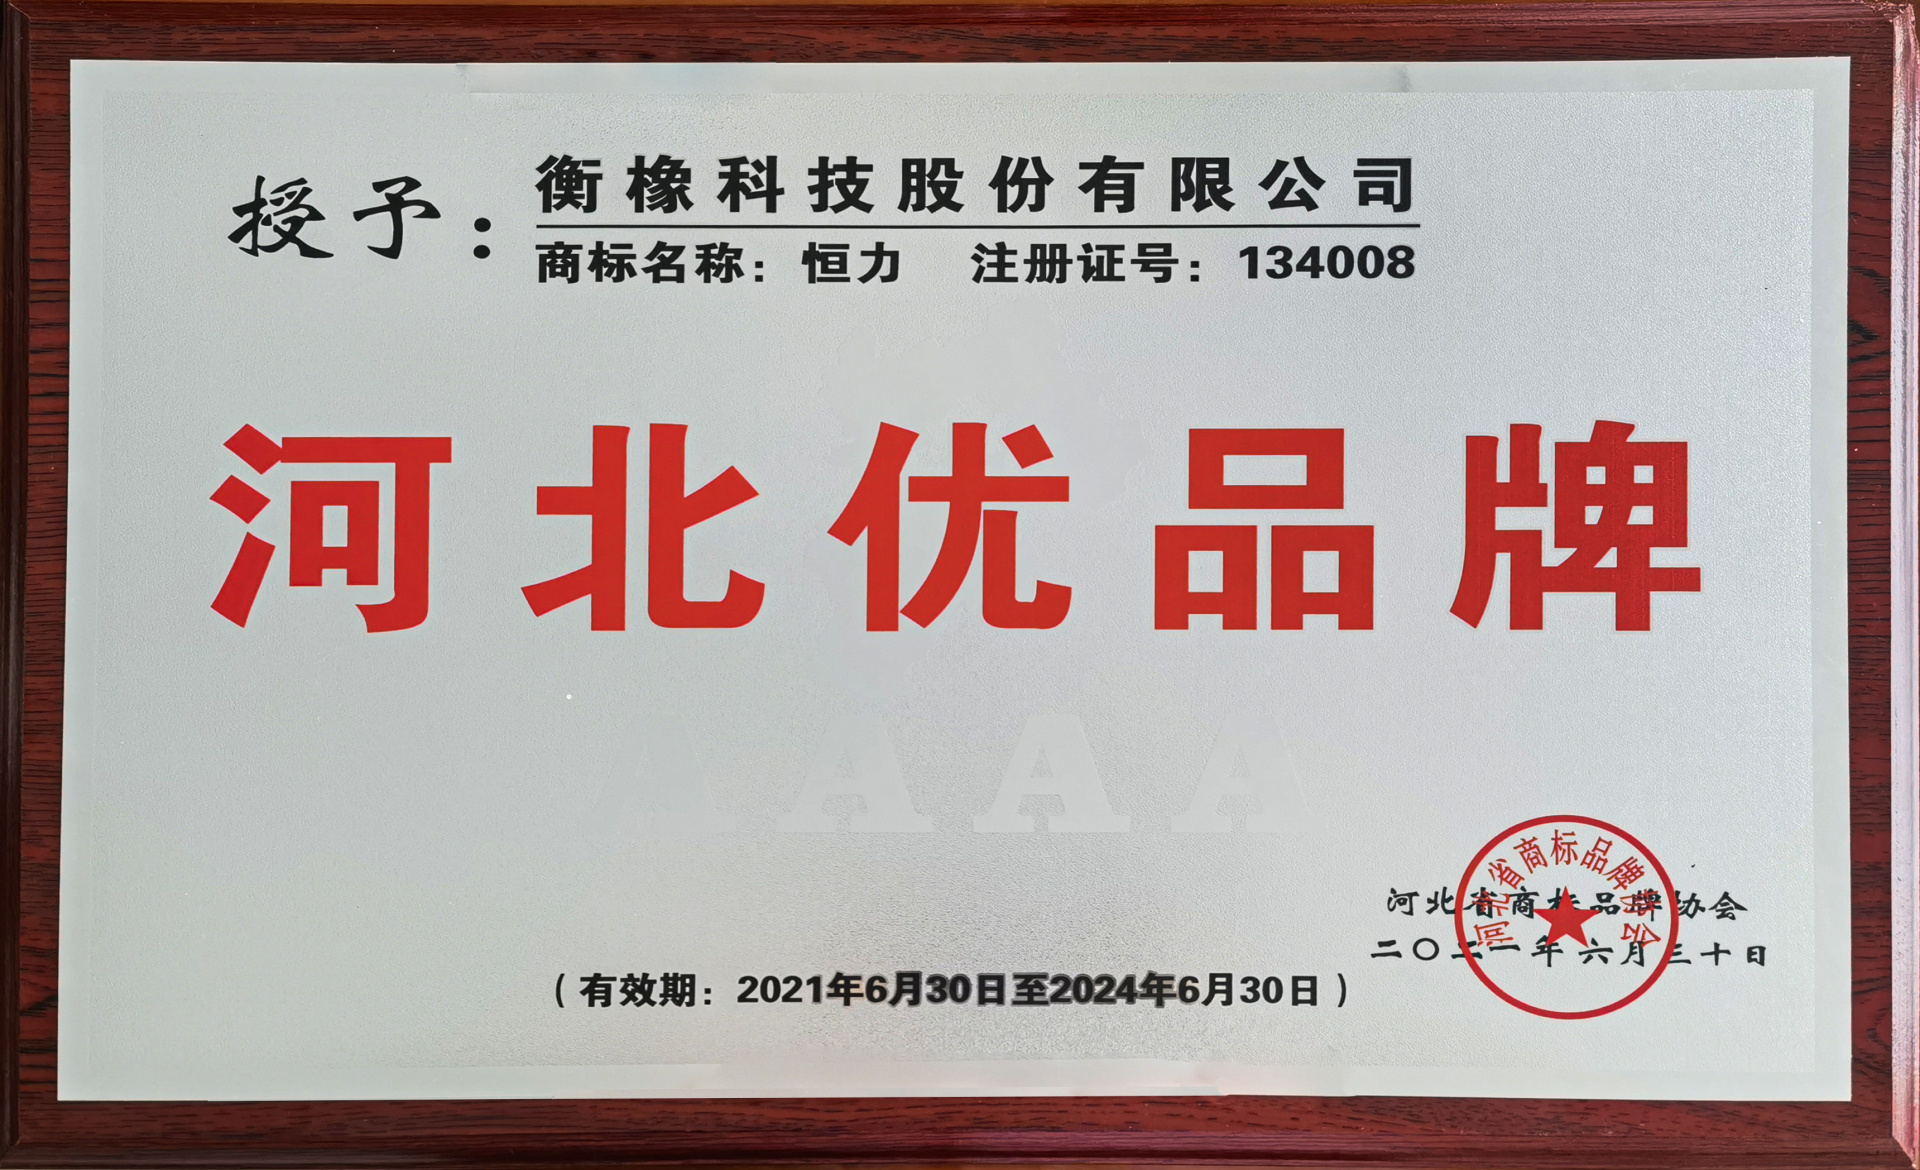 授予：
衡橡科技股份有限公司
商标名称：恒力 注册证号：134008
河北优品牌
AAAA
河北省商标品牌协会
二〇二一年六月三十日
河北省商标品牌协会
（有效期：2021年6月30日至2024年6月30日）